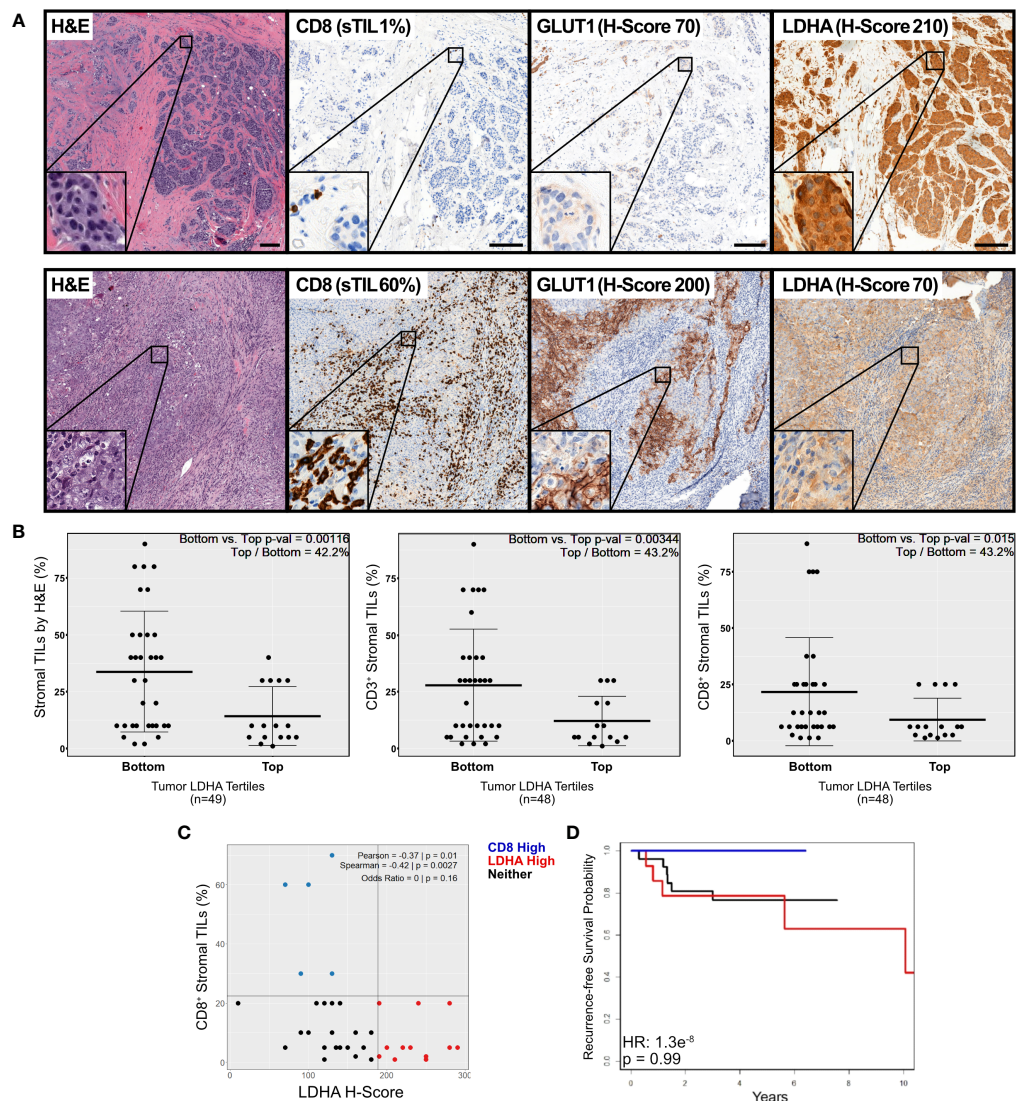 A
H&E
CD8 (sTIL 1%)
GLUT1 (H-Score 70)
LDHA (H-Score 210)
H&E
CD8 (sTIL 60%)
GLUT1 (H-Score 200)
LDHA (H-Score 70)
B
Bottom vs. Top p-val = 0.00116
Top / Bottom = 42.2%
Stromal TILs by H&E (%)
75
50
25
0
Bottom Top
Tumor LDHA Tertiles
(n=49)
Bottom vs. Top p-val = 0.00344
Top / Bottom = 43.2%
CD3+ Stromal TILs (%)
75
50
25
0
Bottom Top
Tumor LDHA Tertiles
(n=48)
Bottom vs. Top p-val = 0.015
Top / Bottom = 43.2%
CD8+ Stromal TILs (%)
75
50
25
0
Bottom Top
Tumor LDHA Tertiles
(n=48)
C
Pearson = -0.37 | p = 0.01
Spearman = -0.42 | p = 0.0027
Odds Ratio = 0 | p = 0.16
CD8+ Stromal TILs (%)
60
40
20
0
0 100 200 300
LDHA H-Score
CD8 High
LDHA High
Neither
D
Recurrence-free Survival Probability
1.0
0.8
0.6
0.4
0.2
0.0
HR: 1.3e-8
p = 0.99
0 2 4 6 8 10
Years